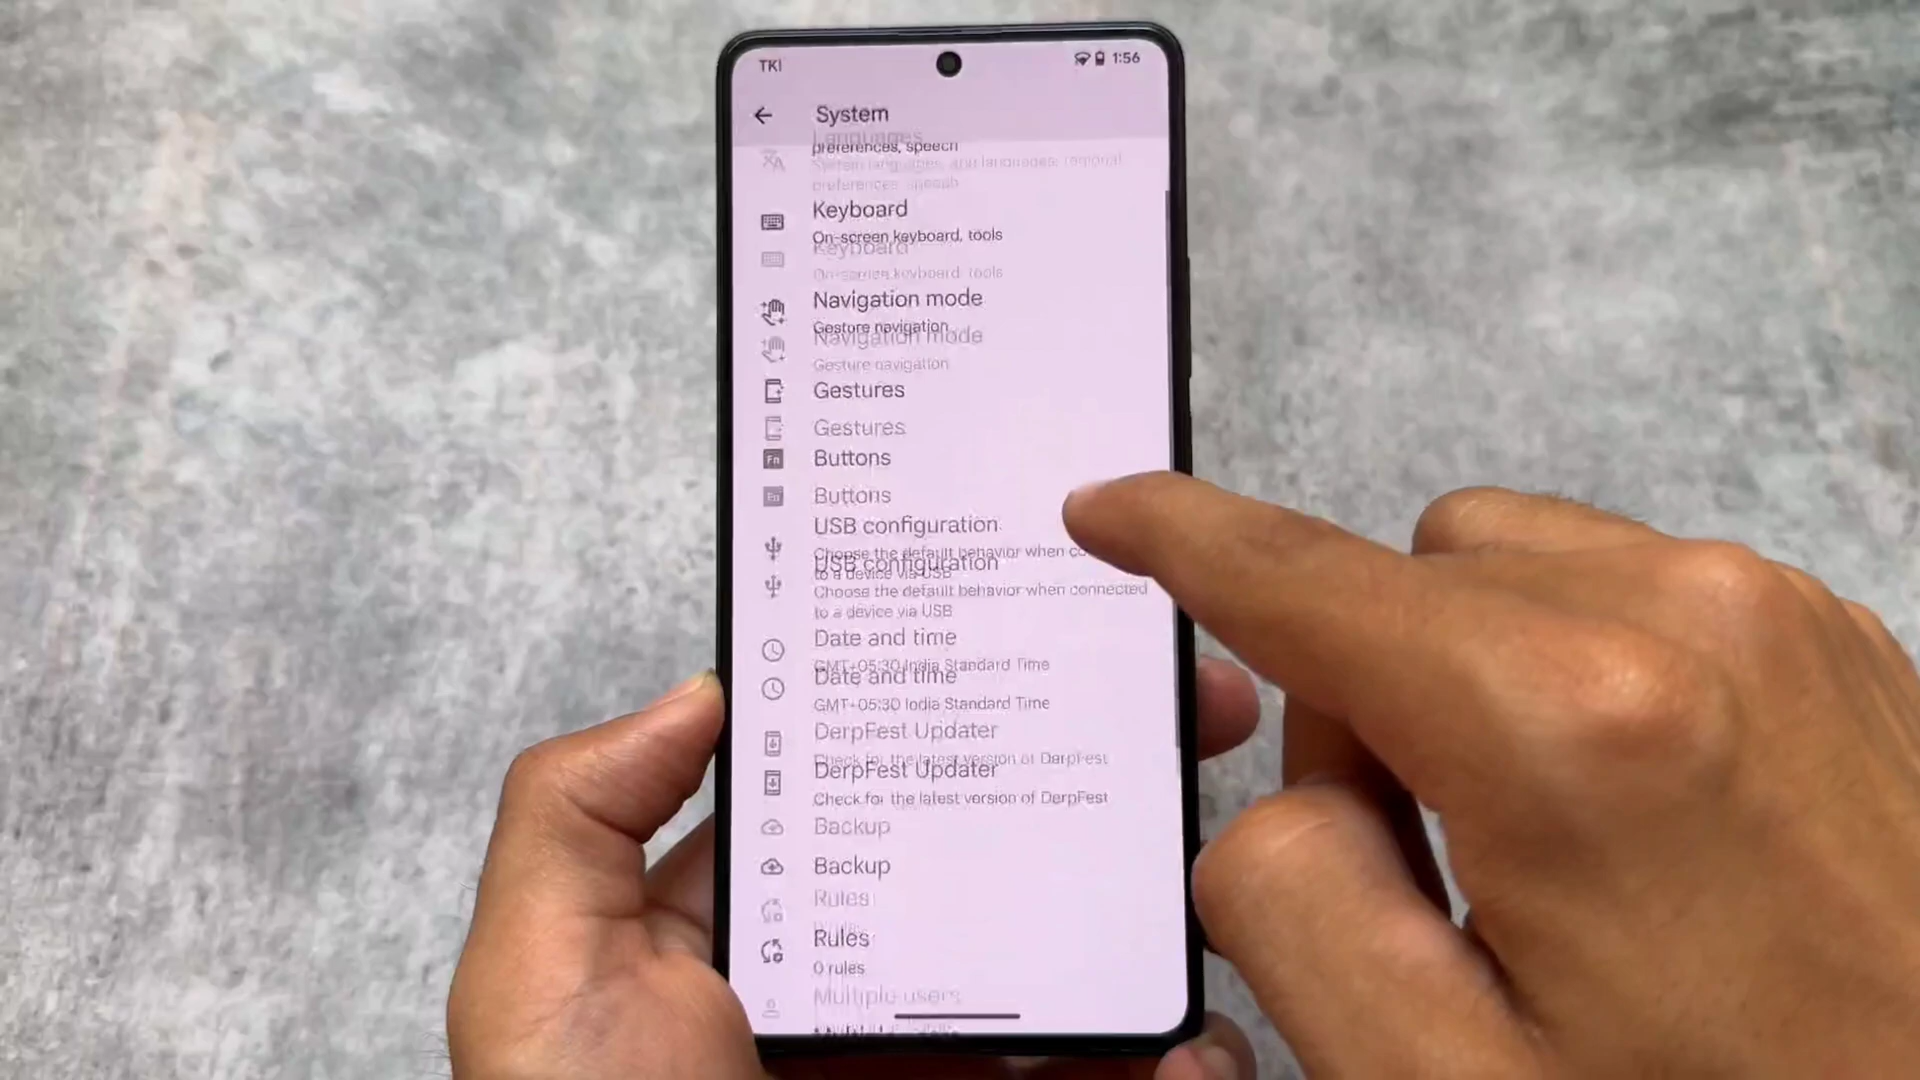 TKI
1:56
System
Languages
preferences, speech
System languages, and languages, regional
preferences, speech
Keyboard
On-screen keyboard, tools
Keyboard
On-screen keyboard, tools
Navigation mode
Gesture navigation
Navigation mode
Gesture navigation
Gestures
Gestures
Fn Buttons
Fn Buttons
USB configuration
Choose the default behavior when co
USB configuration
to a device via USB
Choose the default behavior when connected
to a device via USB
Date and time
GMT+05:30 India Standard Time
Date and time
GMT+05:30 India Standard Time
DerpFest Updater
Check for the latest version of DerpFest
DerpFest Updater
Check for the latest version of DerpFest
Backup
Backup
Rules
Rules
0 rules
Multiple users